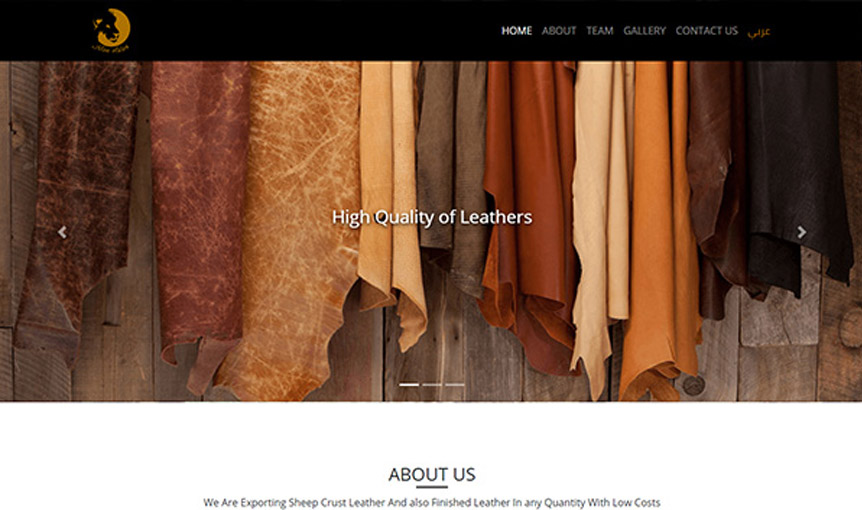 HOME ABOUT TEAM GALLERY CONTACT US عربي
High Quality of Leathers
ABOUT US
We Are Exporting Sheep Crust Leather And also Finished Leather In any Quantity With Low Costs